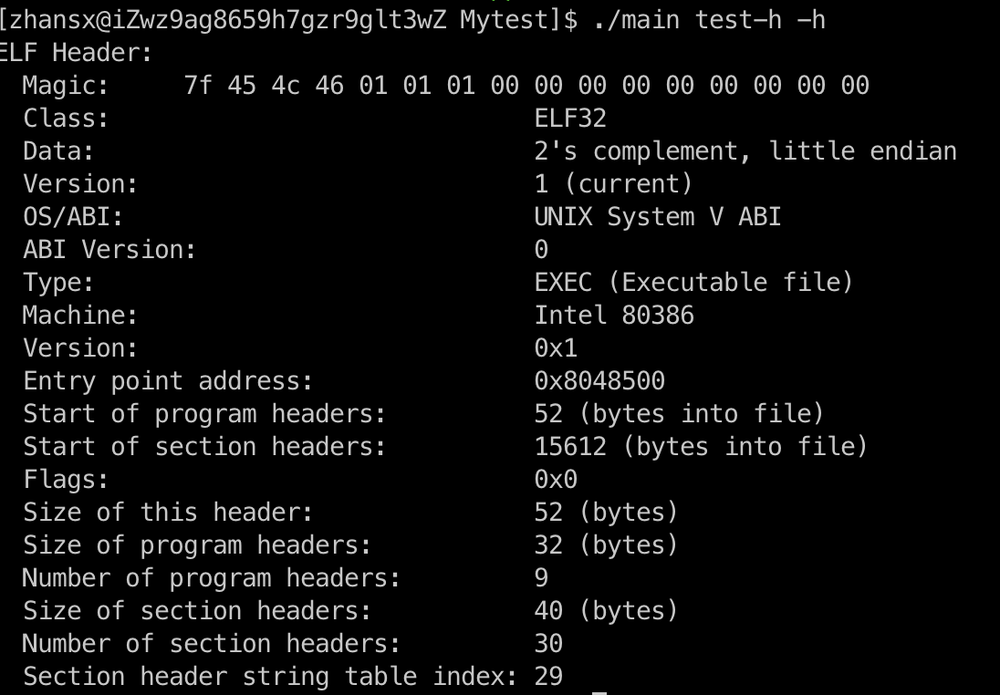 [zhansx@iZwz9ag8659h7gzr9glt3wZ Mytest]$ ./main test-h -h
ELF Header:
  Magic:     7f 45 4c 46 01 01 01 00 00 00 00 00 00 00 00 00
  Class:                             ELF32
  Data:                              2's complement, little endian
  Version:                           1 (current)
  OS/ABI:                            UNIX System V ABI
  ABI Version:                       0
  Type:                              EXEC (Executable file)
  Machine:                           Intel 80386
  Version:                           0x1
  Entry point address:               0x8048500
  Start of program headers:          52 (bytes into file)
  Start of section headers:          15612 (bytes into file)
  Flags:                             0x0
  Size of this header:               52 (bytes)
  Size of program headers:           32 (bytes)
  Number of program headers:         9
  Size of section headers:           40 (bytes)
  Number of section headers:         30
  Section header string table index: 29